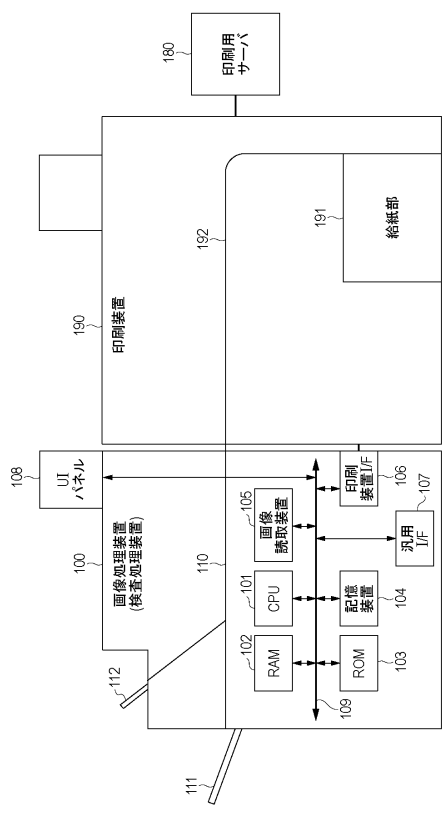 180
印刷用
サーバ
190
印刷装置
192
191
給紙部
108
UI
パネル
100
画像処理装置
(検査処理装置)
110
112
111
105
画像
読取装置
101
CPU
102
RAM
109
印刷
装置I/F
106
107
汎用
I/F
記憶
装置
104
ROM
103